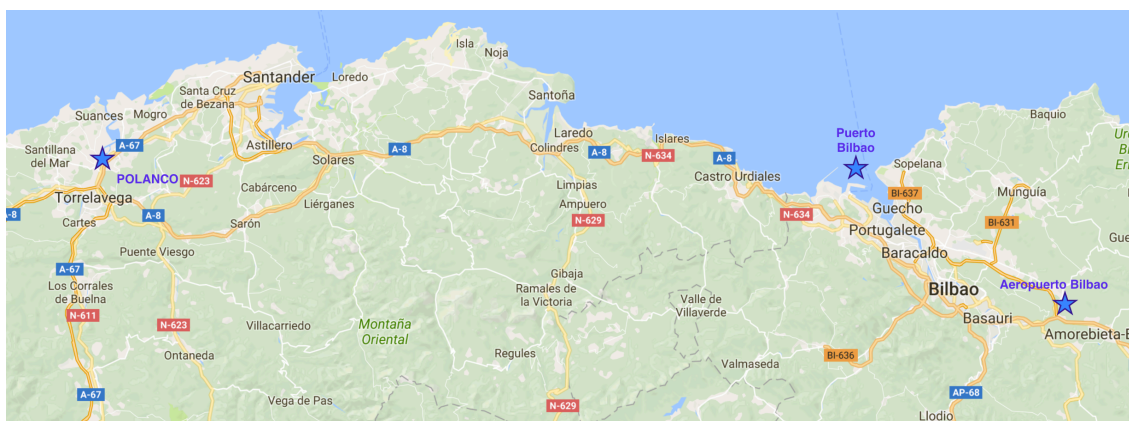 Isla
Noja
Santander
Loredo
Santa Cruz
de Bezana
Santoña
Suances
Mogro
Baquio
Puerto
Bilbao
Laredo
Islares
A-67
Astillero
A-8
Colindres
A-8
N-634
A-8
Santillana
del Mar
Solares
Sopelana
Castro Urdiales
POLANCO
N-623
Cabárceno
Limpias
BI-637
Munguía
Torrelavega
Liérganes
Ampuero
Guecho
A-8
A-8
N-629
N-634
BI-631
Cartes
Sarón
Portugalete
Puente Viesgo
Baracaldo
A-67
Gibaja
Los Corrales
de Buelna
Ramales de
la Victoria
Bilbao
Aeropuerto Bilbao
Valle de
Villaverde
N-611
N-623
Villacarriedo
Montaña
Oriental
Basauri
Amorebieta-E
Ontaneda
Regules
BI-636
Valmaseda
A-67
Vega de Pas
N-629
AP-68
Llodio